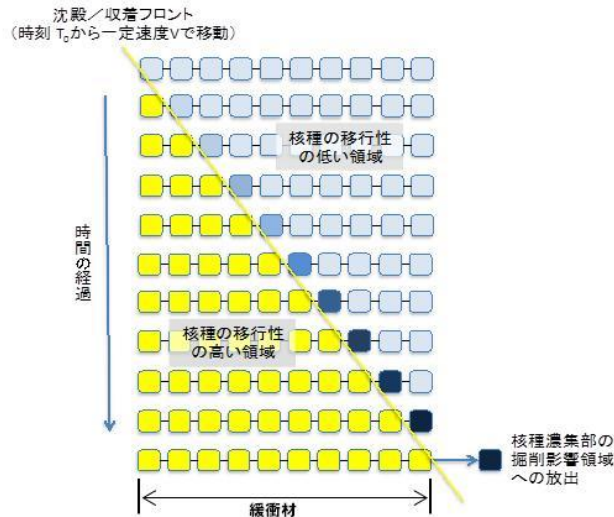 沈殿／収着フロント
（時刻 T₀から一定速度Vで移動）
核種の移行性
の低い領域
時間の経過
核種の移行性
の高い領域
核種濃集部の
掘削影響領域
への放出
緩衝材